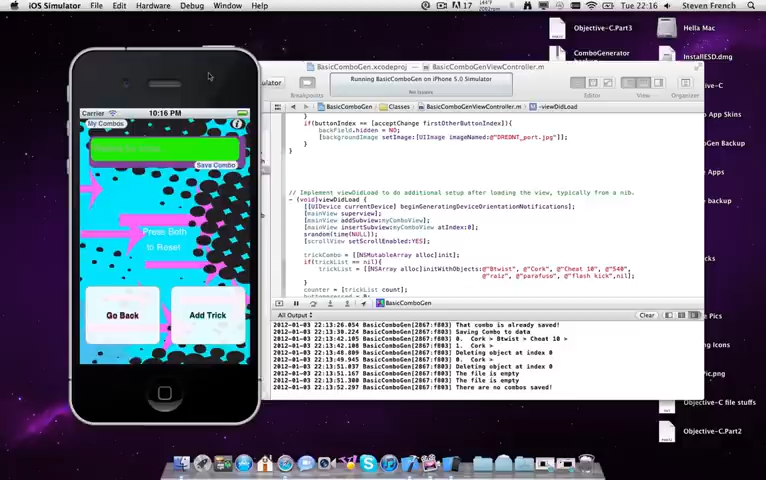 iOS Simulator File Edit Hardware Debug Window Help
17
Tue 22:16 Steven French
Objective-C.Part3
Hella Mac
ComboGenerator
InstallESD.dmg
App Skins
Gen Backup
Objective-C file stuffs
Objective-C.Part2
BasicComboGen.xcodeproj
BasicComboGenViewController.m
Running BasicComboGen on iPhone 5.0 Simulator
No Issues
Breakpoints
Editor
View
Organizer
BasicComboGen
Classes
BasicComboGenViewController.m
-viewDidLoad
if(buttonIndex == [acceptChange firstOtherButtonIndex]){
backField.hidden = NO;
[backgroundImage setImage:[UIImage imageNamed:@"DREDNT_port.jpg"]];
}
}
// Implement viewDidLoad to do additional setup after loading the view, typically from a nib.
- (void)viewDidLoad {
[[UIDevice currentDevice] beginGeneratingDeviceOrientationNotifications];
[mainView superview];
[mainView addSubview:myComboView];
[mainView insertSubview:myComboView atIndex:0];
srandom(time(NULL));
[scrollView setScrollEnabled:YES];
trickCombo = [[NSMutableArray alloc]init];
if(trickList == nil){
trickList = [[NSArray alloc]initWithObjects:@"Btwist", @"Cork", @"Cheat 10", @"540",
@"raiz", @"parafuso", @"flash kick",nil];
}
counter = [trickList count];
BasicComboGen
All Output
Clear
2012-01-03 22:13:26.054 BasicComboGen[2867:f803] That combo is already saved!
2012-01-03 22:13:30.224 BasicComboGen[2867:f803] Saving Combo to data
2012-01-03 22:13:42.105 BasicComboGen[2867:f803] 0. Cork > Btwist > Cheat 10 >
2012-01-03 22:13:42.108 BasicComboGen[2867:f803] 1. Cork >
2012-01-03 22:13:48.809 BasicComboGen[2867:f803] Deleting object at index 0
2012-01-03 22:13:49.945 BasicComboGen[2867:f803] 0. Cork >
2012-01-03 22:13:51.037 BasicComboGen[2867:f803] Deleting object at index 0
2012-01-03 22:13:51.167 BasicComboGen[2867:f803] The file is empty
2012-01-03 22:13:51.300 BasicComboGen[2867:f803] The file is empty
2012-01-03 22:13:52.297 BasicComboGen[2867:f803] There are no combos saved!
Carrier
10:16 PM
My Combos
Save Combo
Press Both
to Reset
Go Back
Add Trick